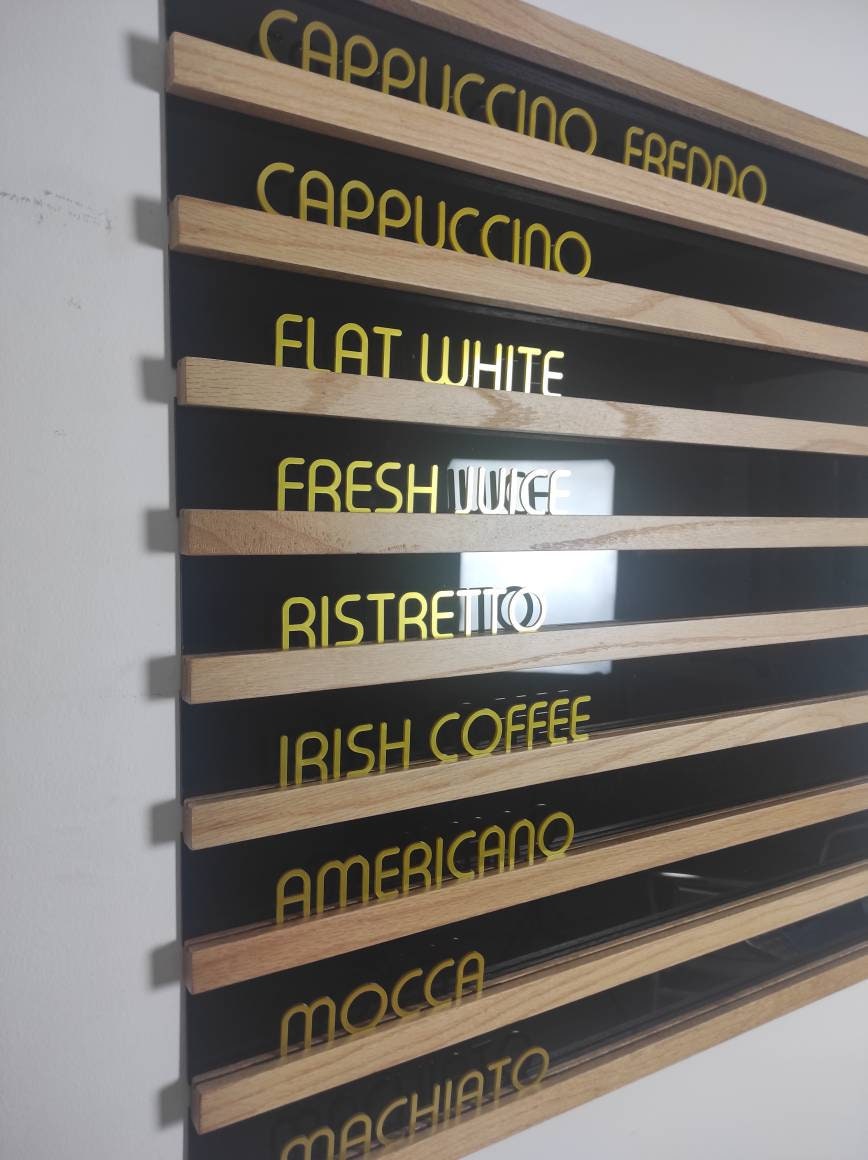 CAPPUCCINO FREDDO
CAPPUCCINO
FLAT WHITE
FRESH JUICE
RISTRETTO
IRISH COFFEE
AMERICANO
MOCCA
MACHIATO